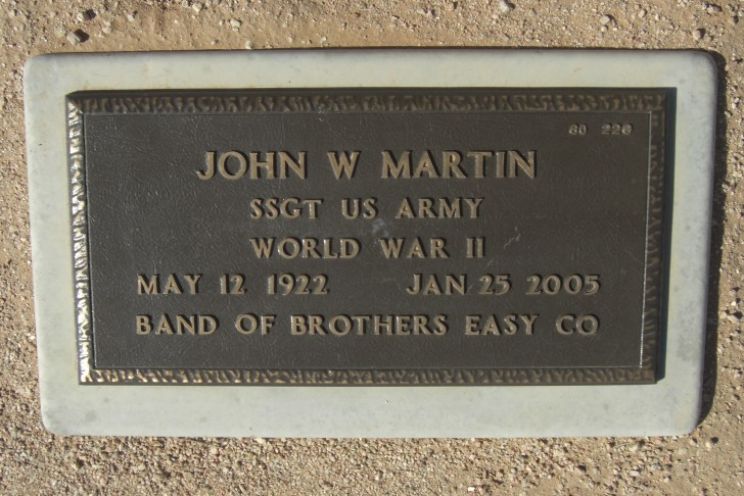 60 226
JOHN W MARTIN
SSGT US ARMY
WORLD WAR II
MAY 12 1922 JAN 25 2005
BAND OF BROTHERS EASY CO